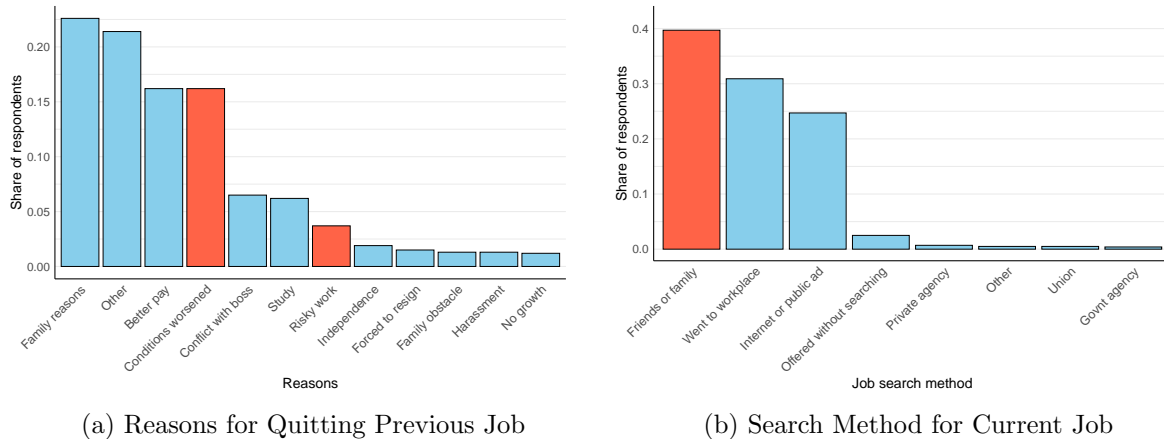 Share of respondents
0.20
0.15
0.10
0.05
0.00
Family reasons
Other
Better pay
Conditions worsened
Conflict with boss
Study
Risky work
Independence
Forced to resign
Family obstacle
Harassment
No growth
Reasons
(a) Reasons for Quitting Previous Job
Share of respondents
0.4
0.3
0.2
0.1
0.0
Friends or family
Went to workplace
Internet or public ad
Offered without searching
Private agency
Other
Union
Govnt agency
Job search method
(b) Search Method for Current Job